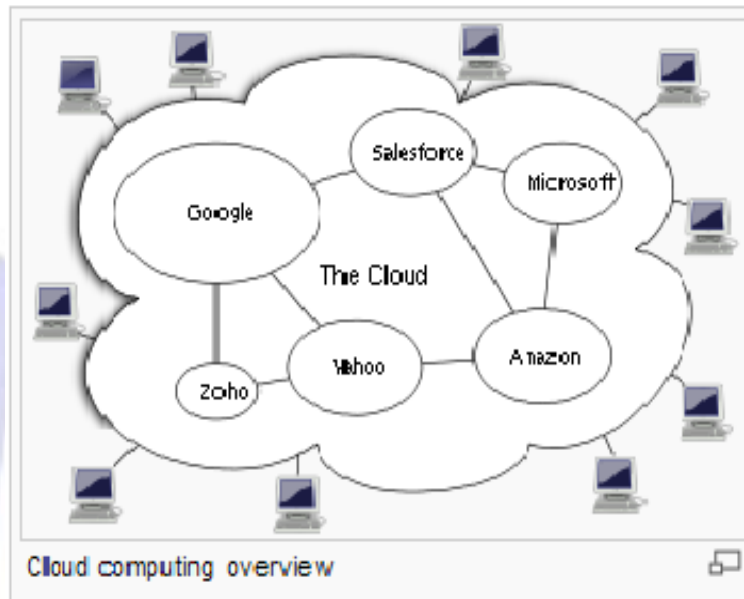 Salesforce
Microsoft
Google
The Cloud
Yahoo
Amazon
Zoho
Cloud computing overview